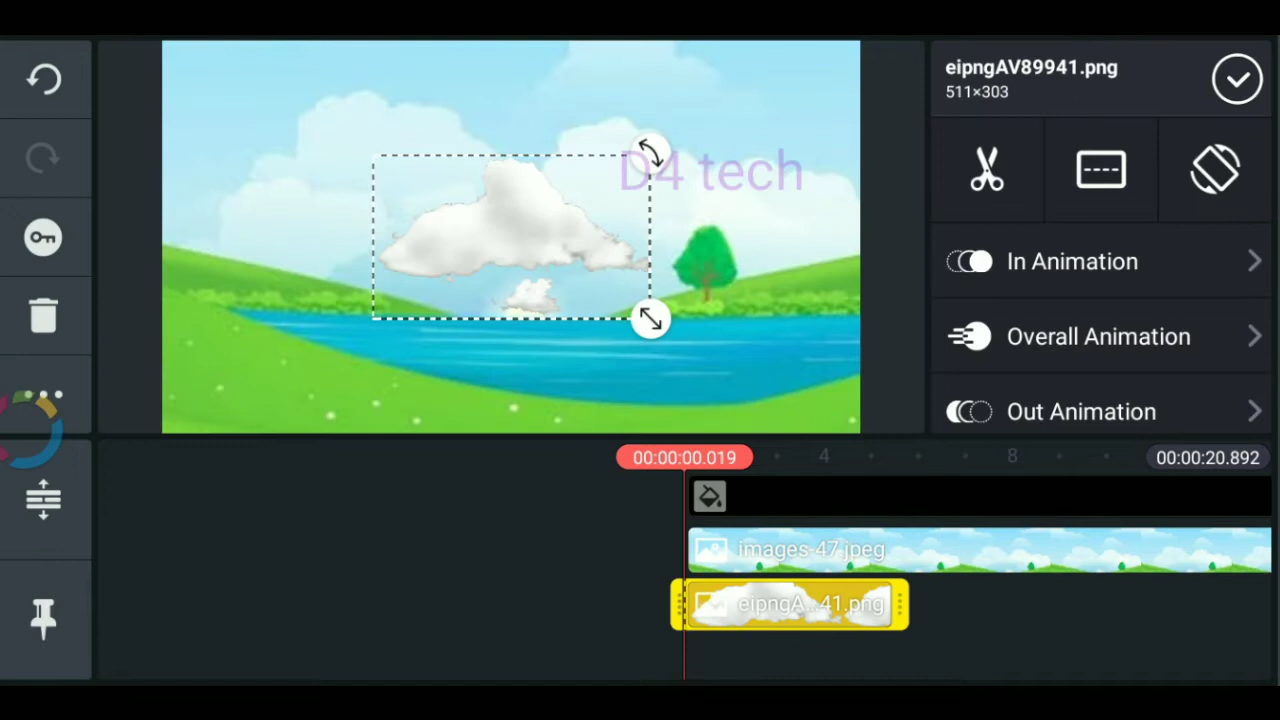 eipngAV89941.png
511×303
D4 tech
In Animation
Overall Animation
Out Animation
00:00:00.019
4
8
00:00:20.892
images-47.jpeg
eipngA...41.png